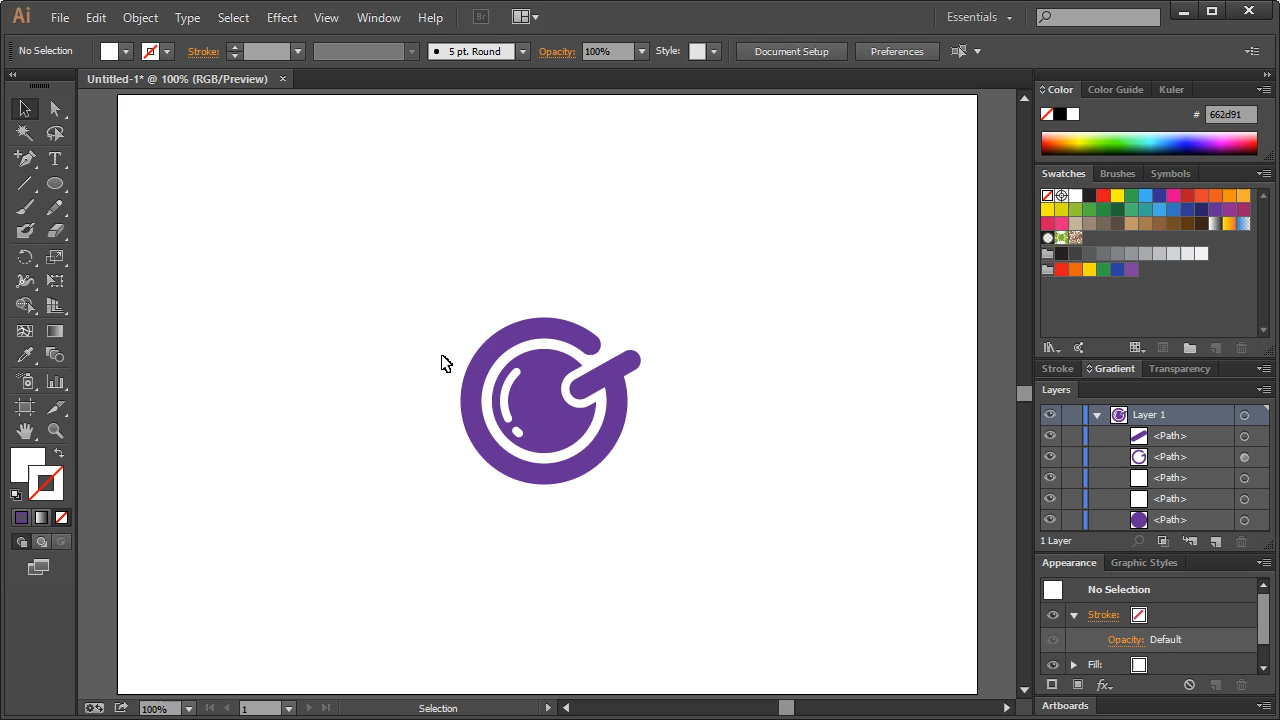 Ai File Edit Object Type Select Effect View Window Help Br Essentials
No Selection Stroke: 5 pt. Round Opacity: 100% Style: Document Setup Preferences
Untitled-1* @ 100% (RGB/Preview)
Color Color Guide Kuler
# 662d91
Swatches Brushes Symbols
Stroke Gradient Transparency
Layers
Layer 1
<Path>
<Path>
<Path>
<Path>
<Path>
1 Layer
Appearance Graphic Styles
No Selection
Stroke:
Opacity: Default
Fill:
fx
Artboards
100% 1 Selection